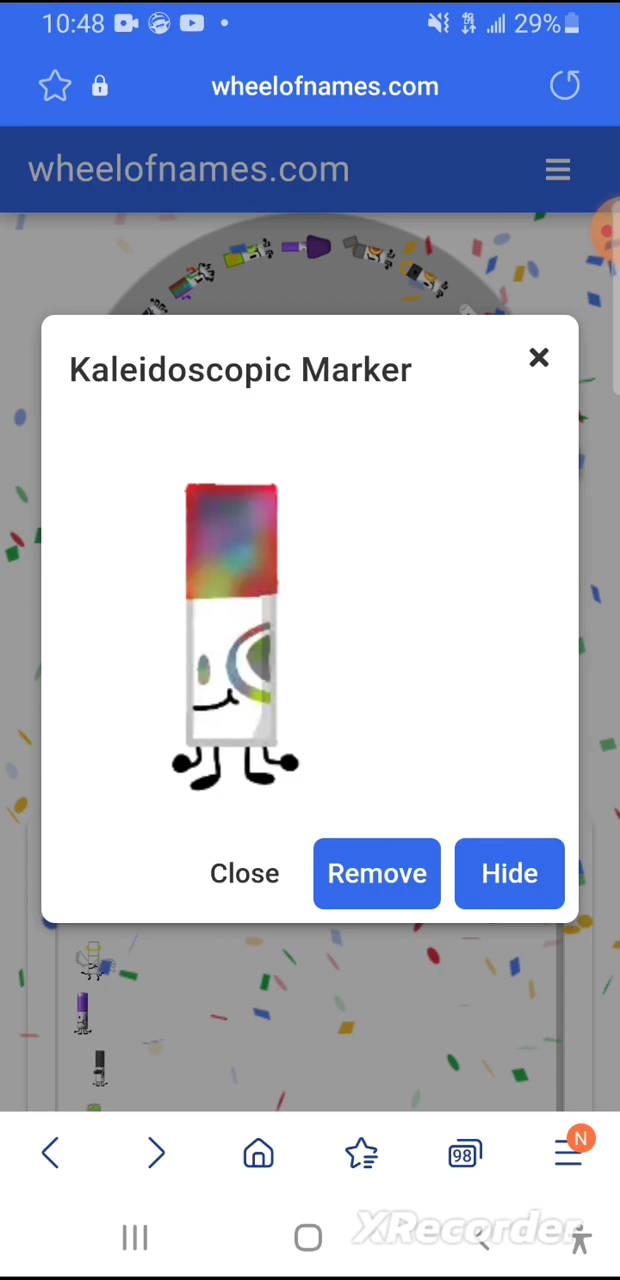 10:48
29%
wheelofnames.com
wheelofnames.com
Kaleidoscopic Marker
Close Remove Hide
98
N
XRecorder